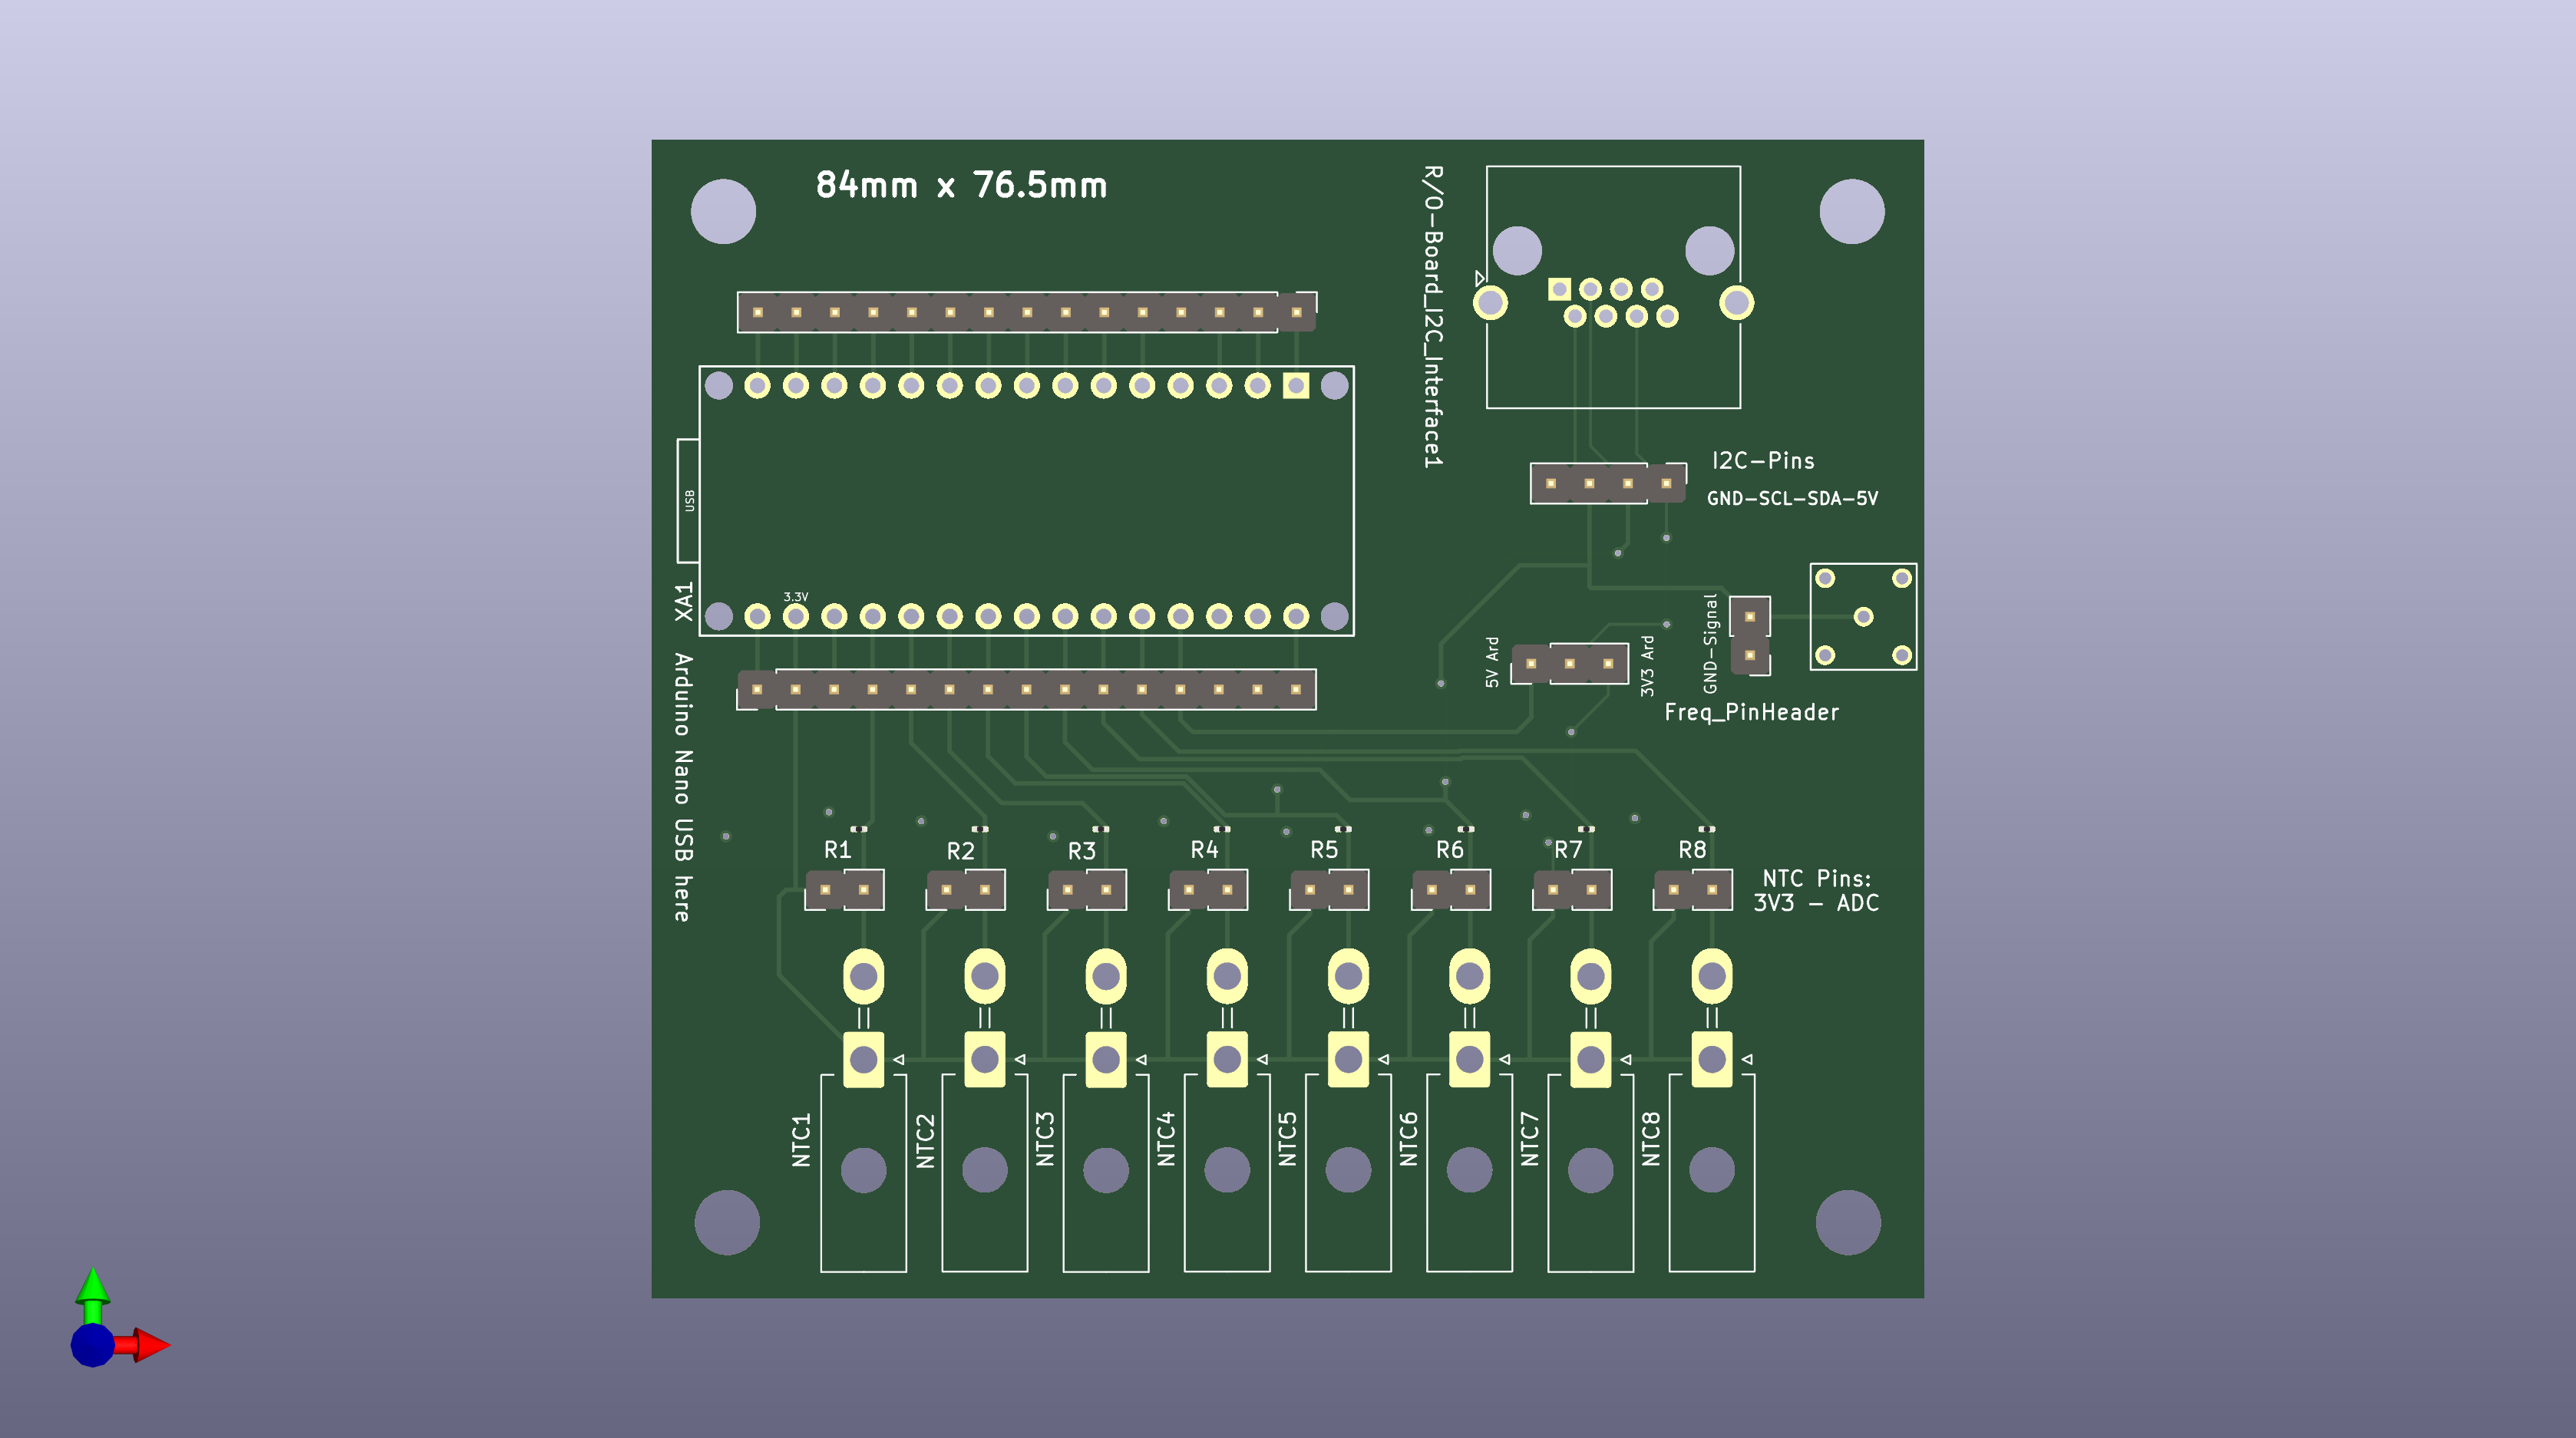 84mm x 76.5mm
R/O-Board_I2C_Interface1
I2C-Pins
GND-SCL-SDA-5V
USB
XA1
3.3V
Arduino Nano USB here
5V Ard
3V3 Ard
GND-Signal
Freq_PinHeader
R1
R2
R3
R4
R5
R6
R7
R8
NTC Pins:
3V3 - ADC
NTC1
NTC2
NTC3
NTC4
NTC5
NTC6
NTC7
NTC8